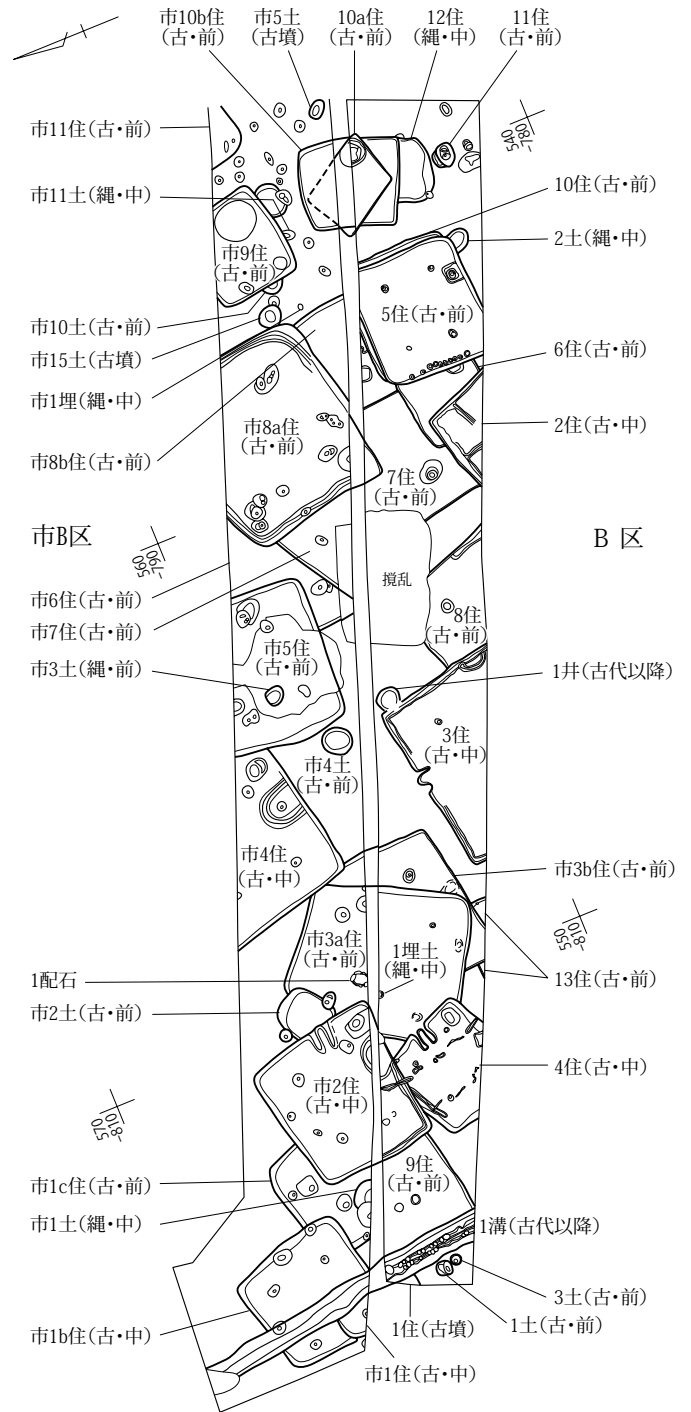 市10b住
(古・前)
市5土
(古墳)
10a住
(古・前)
12住
(縄・中)
11住
(古・前)
-780
540
市11住(古・前)
市11土(縄・中)
市9住
(古・前)
10住(古・前)
2土(縄・中)
5住(古・前)
市10土(古・前)
市15土(古墳)
市1埋(縄・中)
市8b住(古・前)
6住(古・前)
2住(古・中)
市8a住
(古・前)
7住
(古・前)
市B区
B 区
-790
560
撹乱
市6住(古・前)
市7住(古・前)
市3土(縄・前)
8住
(古・前)
市5住
(古・前)
1井(古代以降)
3住
(古・中)
市4土
(古・前)
市4住
(古・中)
市3b住(古・前)
-810
550
市3a住
(古・前)
1埋土
(縄・中)
13住(古・前)
1配石
市2土(古・前)
4住(古・中)
市2住
(古・中)
-810
570
9住
(古・前)
市1c住(古・前)
市1土(縄・中)
1溝(古代以降)
3土(古・前)
1土(古・前)
1住(古墳)
市1b住(古・中)
市1住(古・中)